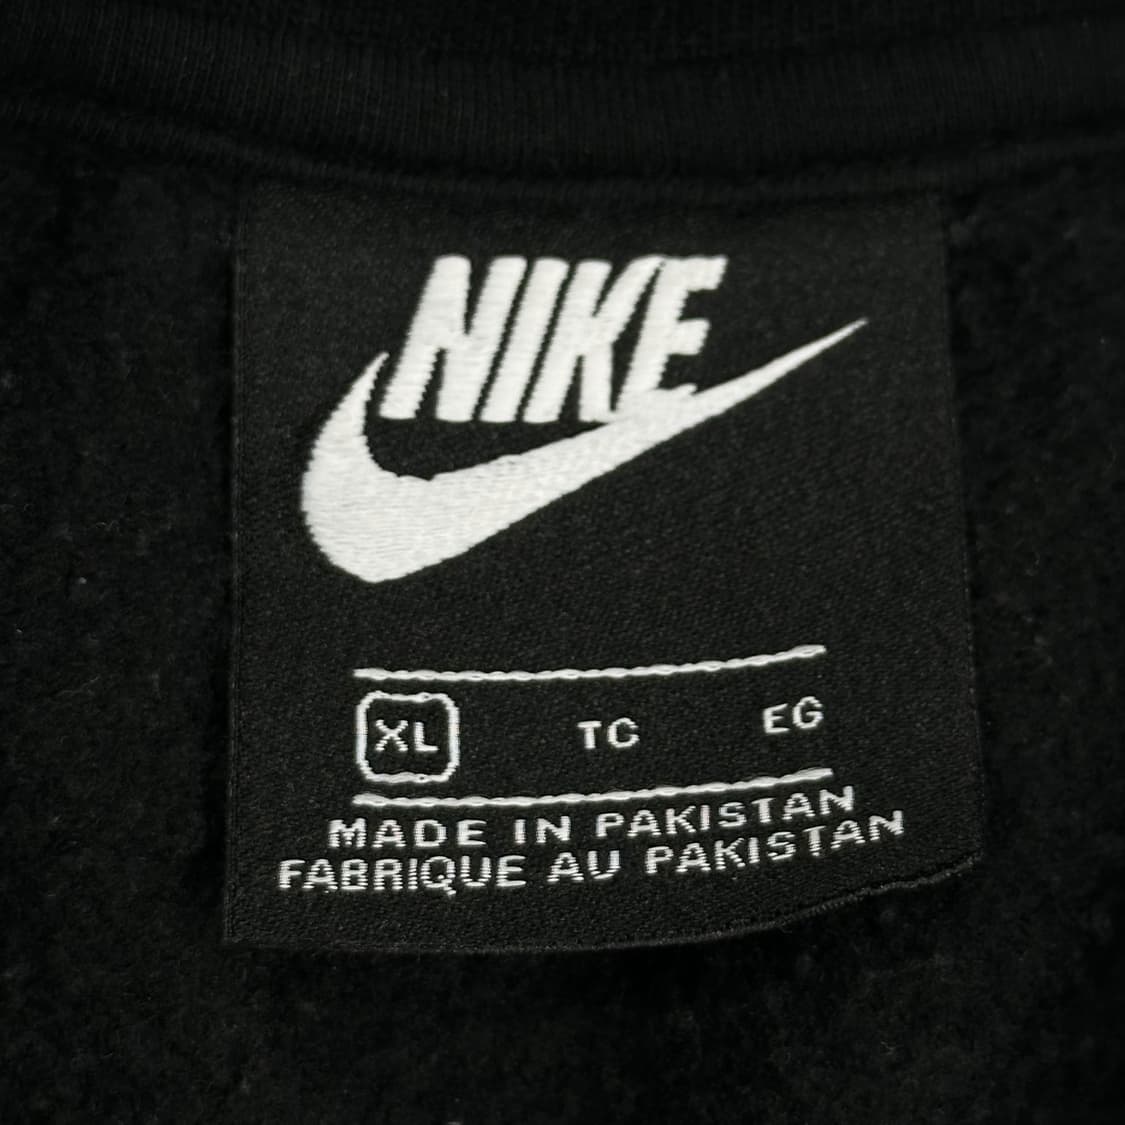 NIKE
XL TC EG
MADE IN PAKISTAN
FABRIQUE AU PAKISTAN